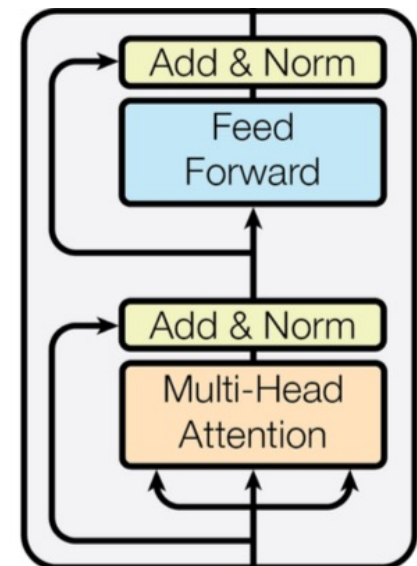 Add & Norm
Feed
Forward
Add & Norm
Multi-Head
Attention